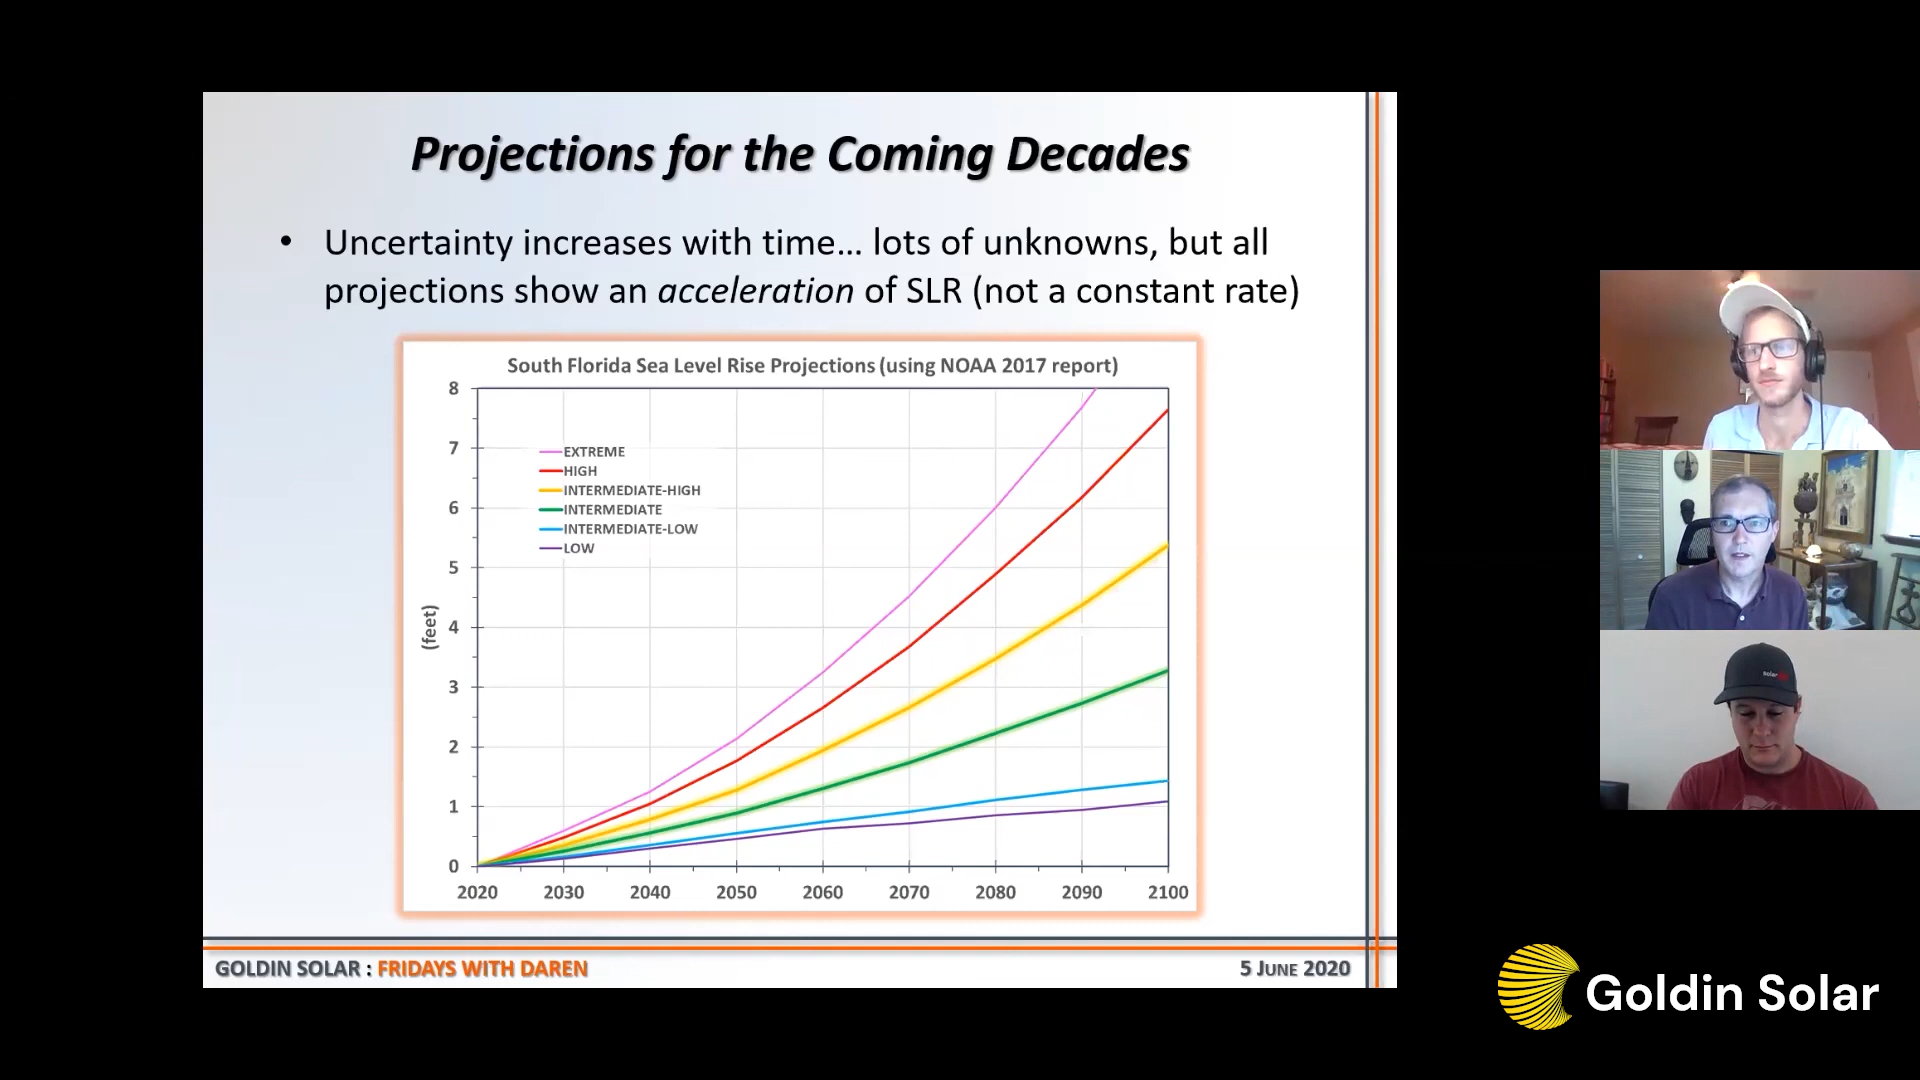 Projections for the Coming Decades
• Uncertainty increases with time... lots of unknowns, but all
projections show an acceleration of SLR (not a constant rate)
South Florida Sea Level Rise Projections (using NOAA 2017 report)
8
7
6
5
4
3
2
1
0
(feet)
EXTREME
HIGH
INTERMEDIATE-HIGH
INTERMEDIATE
INTERMEDIATE-LOW
LOW
2020 2030 2040 2050 2060 2070 2080 2090 2100
GOLDIN SOLAR : FRIDAYS WITH DAREN
5 JUNE 2020
solar
Goldin Solar